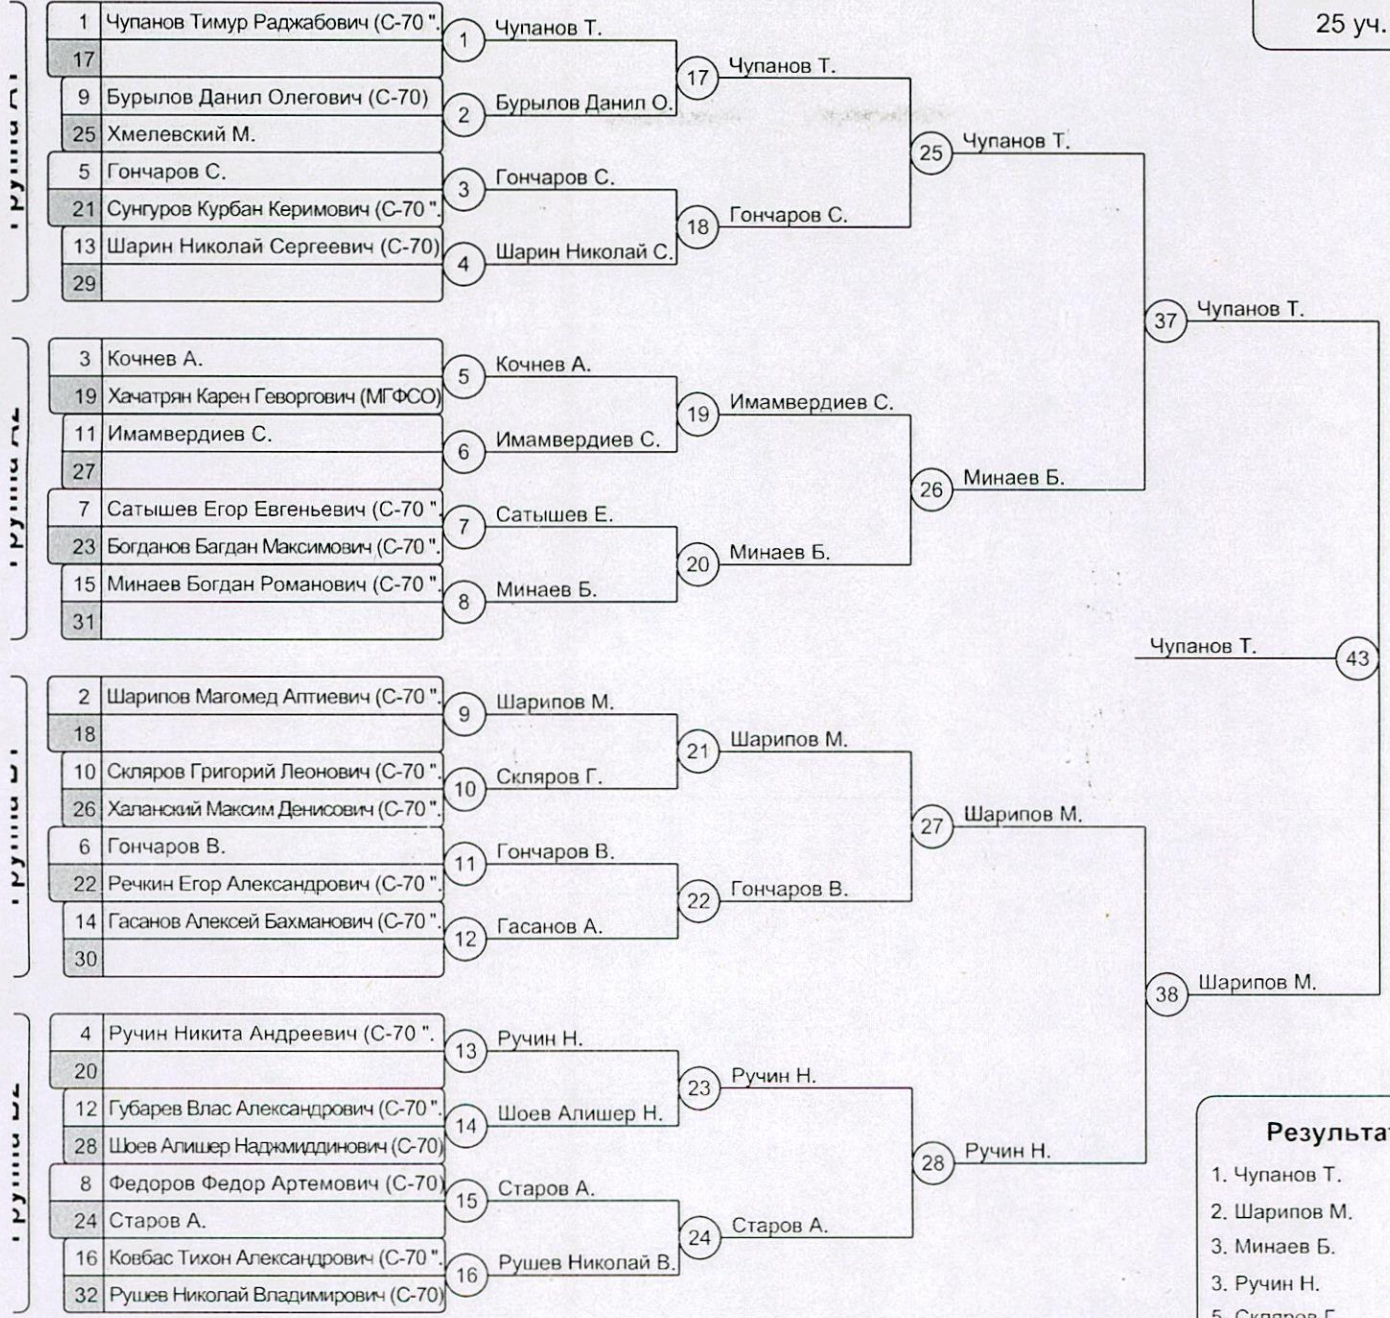 25 уч.
1 Чупанов Тимур Раджабович (С-70 ".
17
9 Бурылов Данил Олегович (С-70)
25 Хмелевский М.
5 Гончаров С.
21 Сунгуров Курбан Керимович (С-70 ".
13 Шарин Николай Сергеевич (С-70)
29
1 Чупанов Т.
2 Бурылов Данил О.
3 Гончаров С.
4 Шарин Николай С.
17 Чупанов Т.
18 Гончаров С.
25 Чупанов Т.
3 Кочнев А.
19 Хачатрян Карен Геворгович (МГФСО)
11 Имамвердиев С.
27
7 Сатышев Егор Евгеньевич (С-70 ".
23 Богданов Багдан Максимович (С-70 ".
15 Минаев Богдан Романович (С-70 ".
31
5 Кочнев А.
6 Имамвердиев С.
7 Сатышев Е.
8 Минаев Б.
19 Имамвердиев С.
20 Минаев Б.
26 Минаев Б.
37 Чупанов Т.
Чупанов Т. 43
2 Шарипов Магомед Аптиевич (С-70 ".
18
10 Скляров Григорий Леонович (С-70 ".
26 Халанский Максим Денисович (С-70 ".
6 Гончаров В.
22 Речкин Егор Александрович (С-70 ".
14 Гасанов Алексей Бахманович (С-70 ".
30
9 Шарипов М.
10 Скляров Г.
11 Гончаров В.
12 Гасанов А.
21 Шарипов М.
22 Гончаров В.
27 Шарипов М.
38 Шарипов М.
4 Ручин Никита Андреевич (С-70 ".
20
12 Губарев Влас Александрович (С-70 ".
28 Шоев Алишер Наджмиддинович (С-70)
8 Федоров Федор Артемович (С-70)
24 Старов А.
16 Ковбас Тихон Александрович (С-70 ".
32 Рушев Николай Владимирович (С-70)
13 Ручин Н.
14 Шоев Алишер Н.
15 Старов А.
16 Рушев Николай В.
23 Ручин Н.
24 Старов А.
28 Ручин Н.
Результат
1. Чупанов Т.
2. Шарипов М.
3. Минаев Б.
3. Ручин Н.
5. Скляров Г.